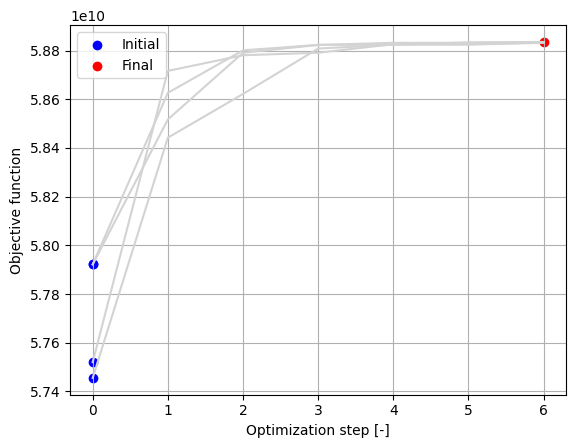 1e10
Initial
Final
5.88
5.86
5.84
5.82
5.80
5.78
5.76
5.74
Objective function
0 1 2 3 4 5 6
Optimization step [-]